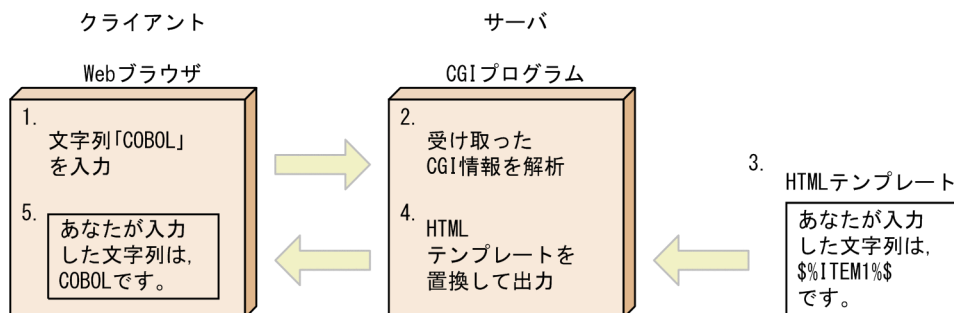 クライアント
サーバ
Webブラウザ
CGIプログラム
1.
文字列「COBOL」
を入力
2.
受け取った
CGI情報を解析
3.
HTMLテンプレート
あなたが入力
した文字列は,
$%ITEM1%$
です。
4.
HTML
テンプレートを
置換して出力
5.
あなたが入力
した文字列は,
COBOLです。